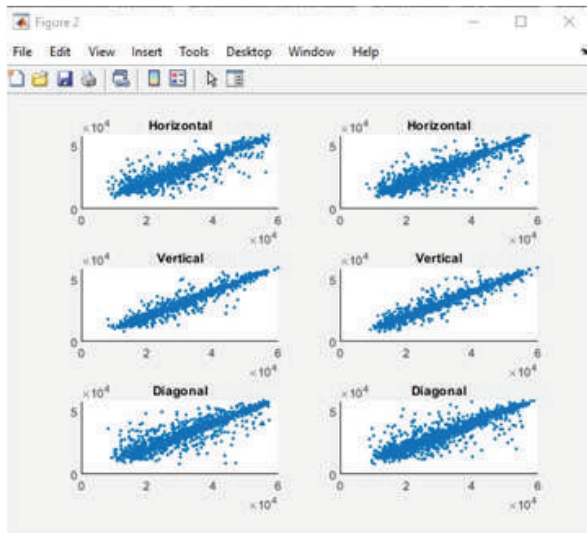 Figure 2
File Edit View Insert Tools Desktop Window Help
×10⁴ Horizontal ×10⁴ Horizontal
5 5
0 0
0 2 4 6 0 2 4 6
×10⁴ ×10⁴
×10⁴ Vertical ×10⁴ Vertical
5 5
0 0
0 2 4 6 0 2 4 6
×10⁴ ×10⁴
×10⁴ Diagonal ×10⁴ Diagonal
5 5
0 0
0 2 4 6 0 2 4 6
×10⁴ ×10⁴